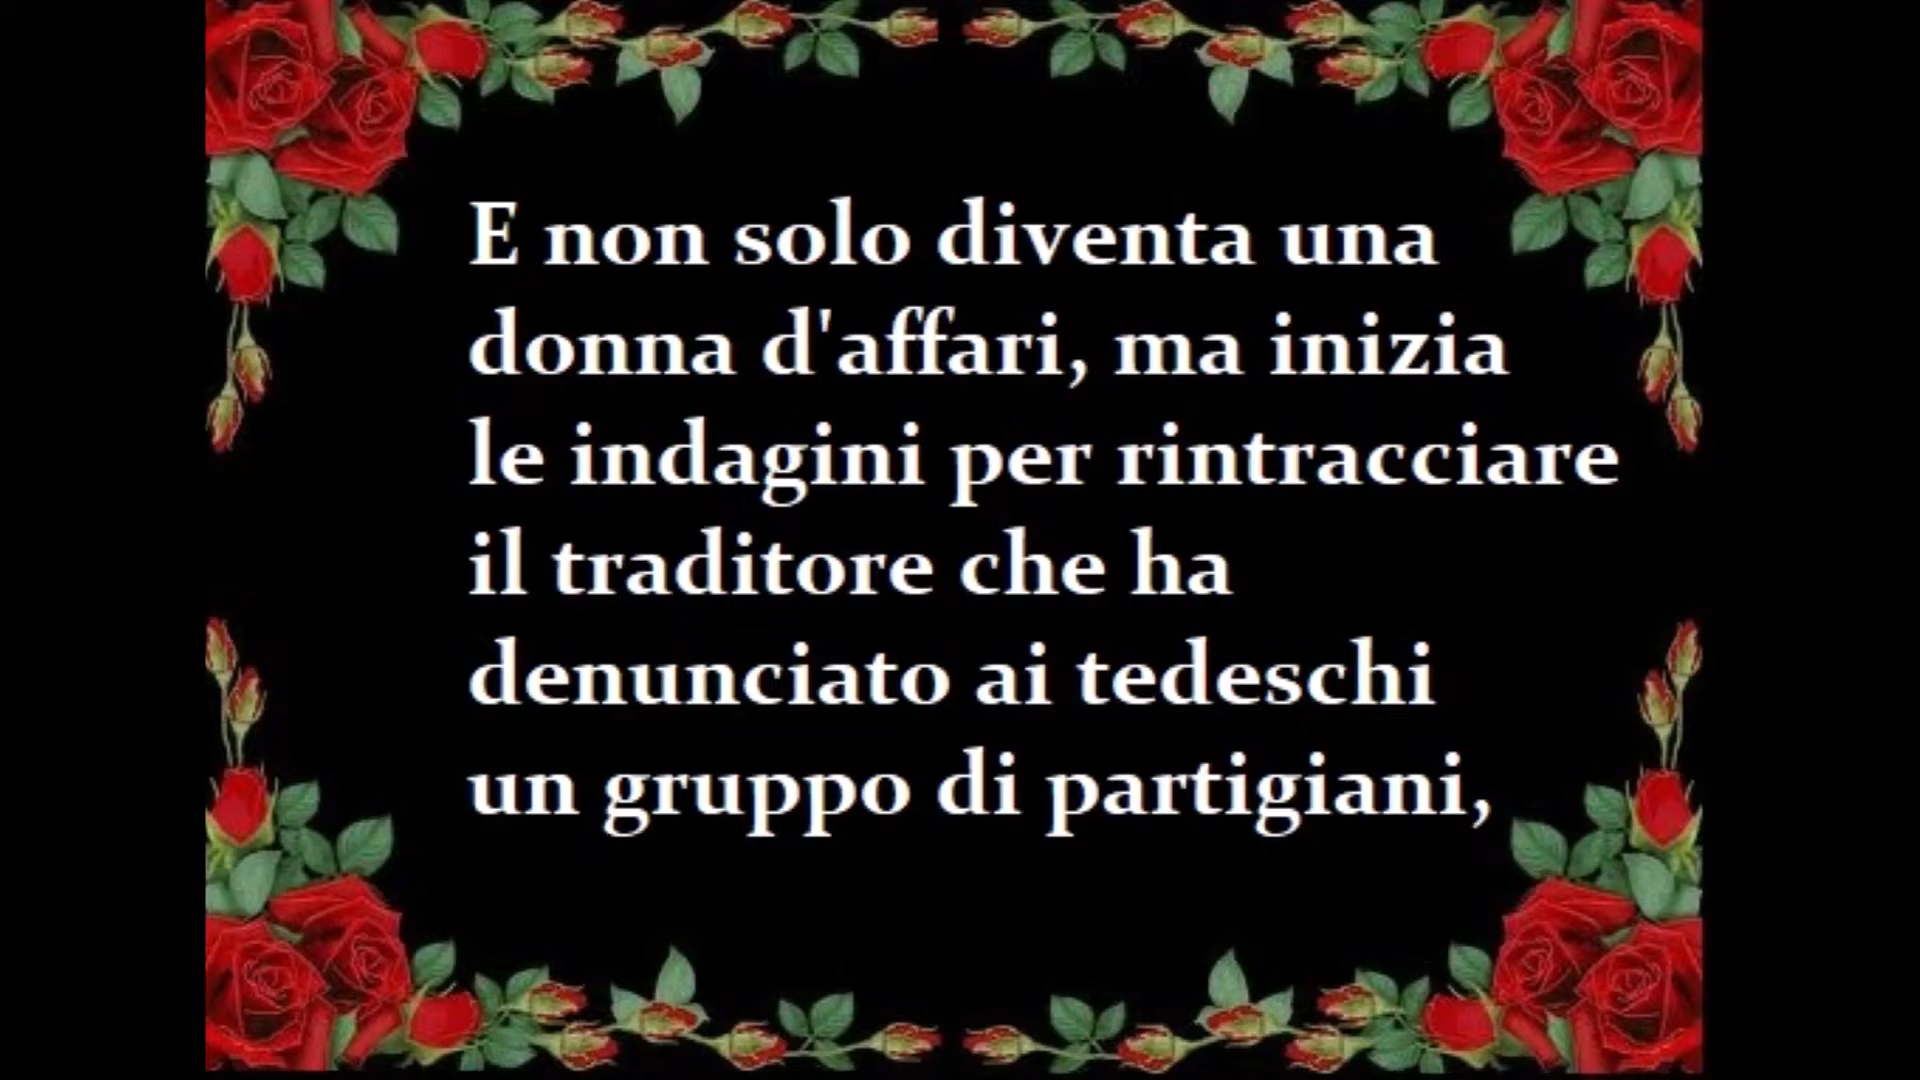 E non solo diventa una
donna d'affari, ma inizia
le indagini per rintracciare
il traditore che ha
denunciato ai tedeschi
un gruppo di partigiani,